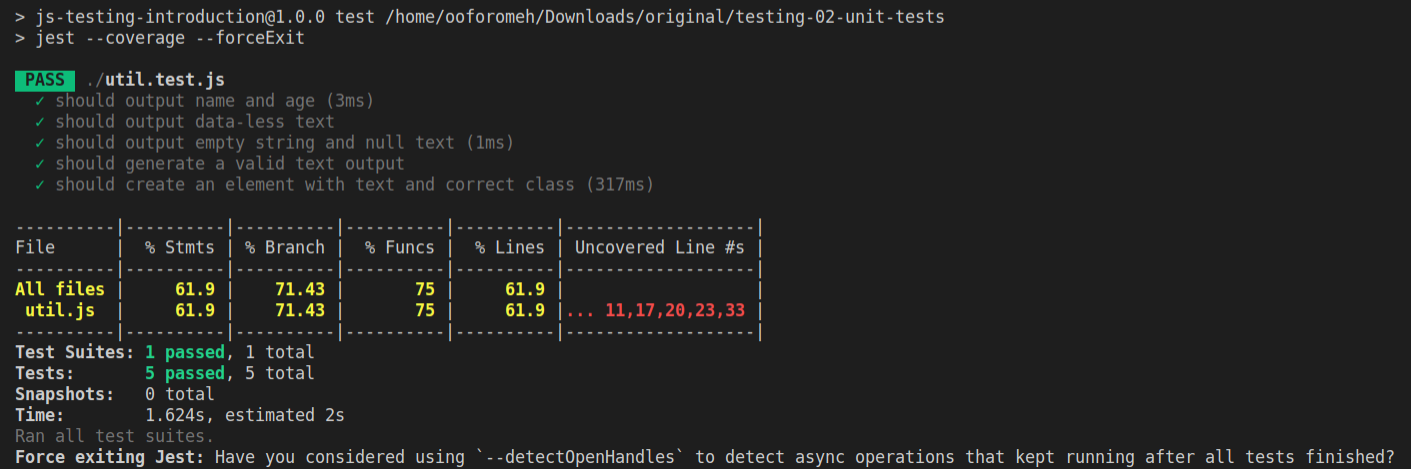 > js-testing-introduction@1.0.0 test /home/ooforomeh/Downloads/original/testing-02-unit-tests
> jest --coverage --forceExit

PASS ./util.test.js
  ✓ should output name and age (3ms)
  ✓ should output data-less text
  ✓ should output empty string and null text (1ms)
  ✓ should generate a valid text output
  ✓ should create an element with text and correct class (317ms)

----------|----------|----------|----------|----------|-------------------|
File      |  % Stmts | % Branch |  % Funcs |  % Lines | Uncovered Line #s |
----------|----------|----------|----------|----------|-------------------|
All files |     61.9 |    71.43 |       75 |     61.9 |                   |
 util.js  |     61.9 |    71.43 |       75 |     61.9 |... 11,17,20,23,33 |
----------|----------|----------|----------|----------|-------------------|
Test Suites: 1 passed, 1 total
Tests:       5 passed, 5 total
Snapshots:   0 total
Time:        1.624s, estimated 2s
Ran all test suites.
Force exiting Jest: Have you considered using `--detectOpenHandles` to detect async operations that kept running after all tests finished?